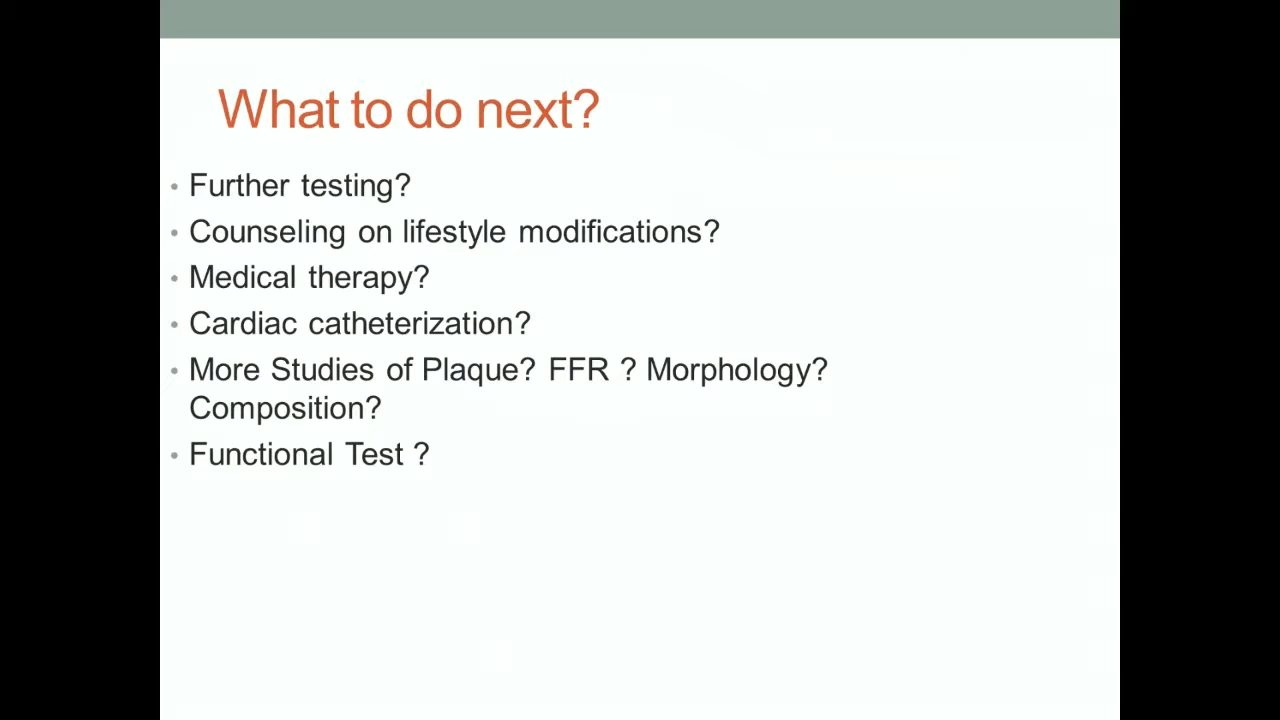 What to do next?
• Further testing?
• Counseling on lifestyle modifications?
• Medical therapy?
• Cardiac catheterization?
• More Studies of Plaque? FFR ? Morphology?
Composition?
• Functional Test ?